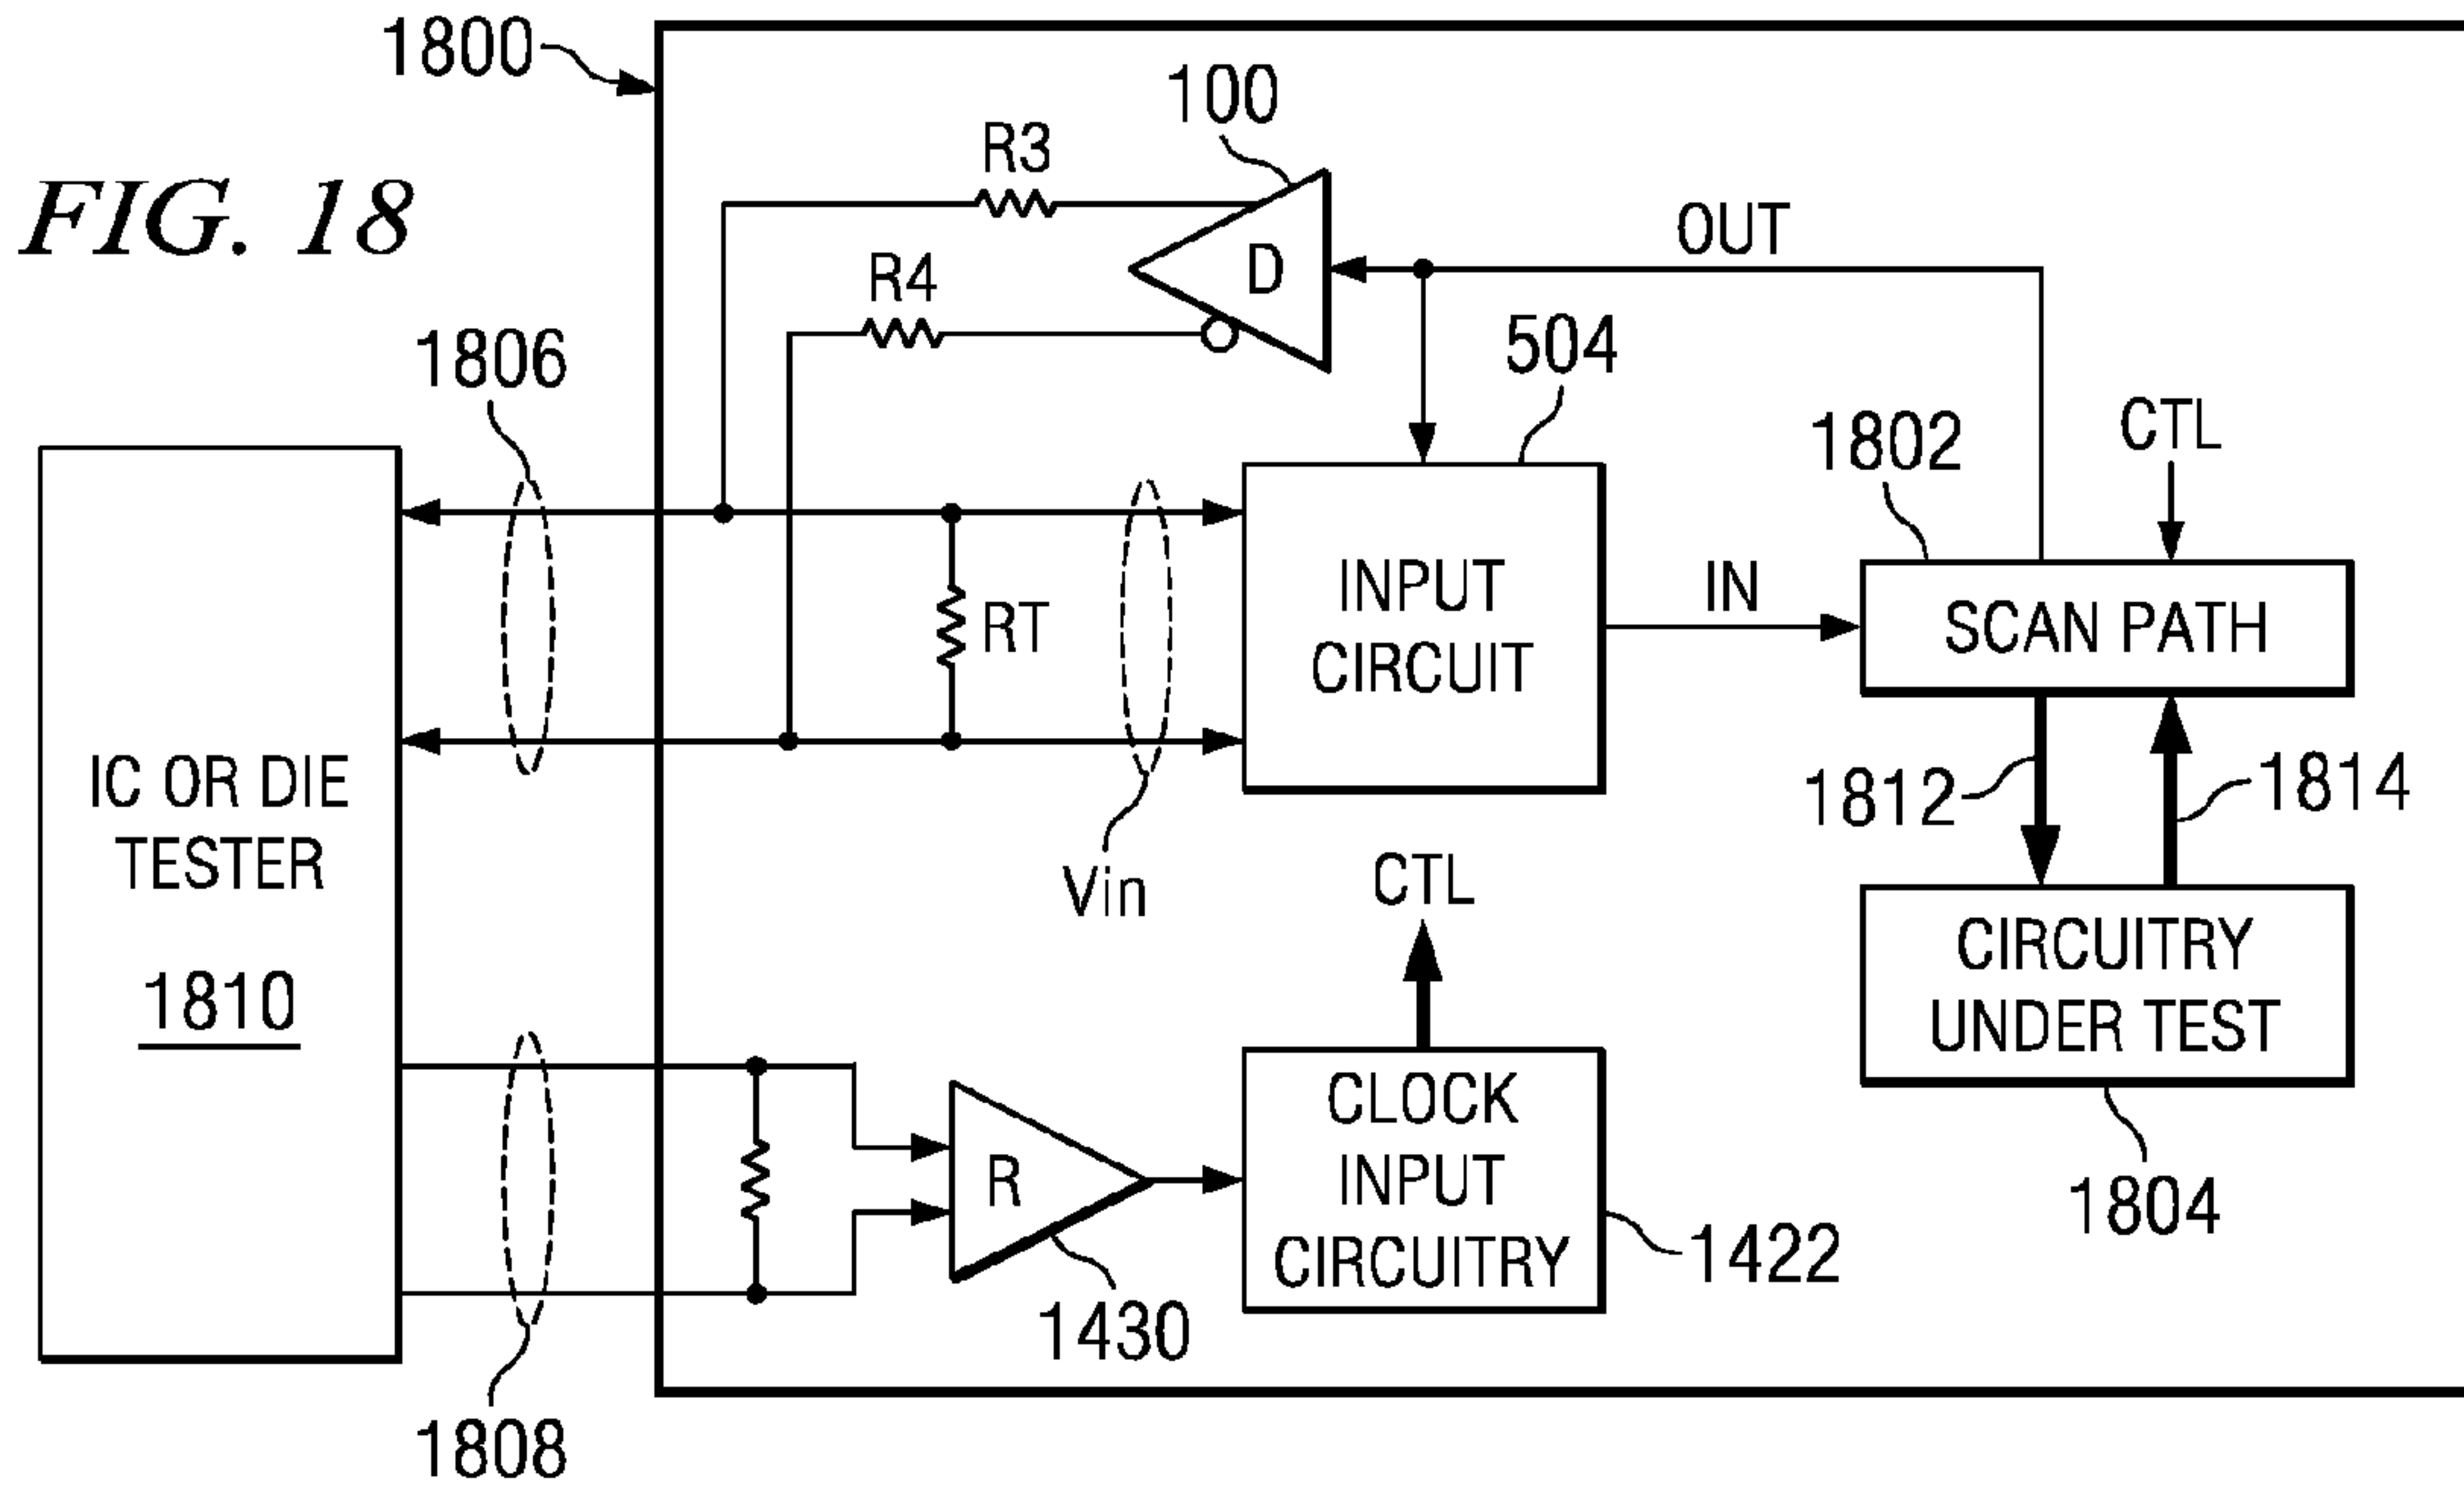 FIG. 18
1800
100
R3
R4
D
OUT
504
1806
1802
CTL
RT
INPUT
CIRCUIT
IN
SCAN PATH
IC OR DIE
TESTER
1810
Vin
1812
1814
CTL
CIRCUITRY
UNDER TEST
1804
R
1430
CLOCK
INPUT
CIRCUITRY
1422
1808